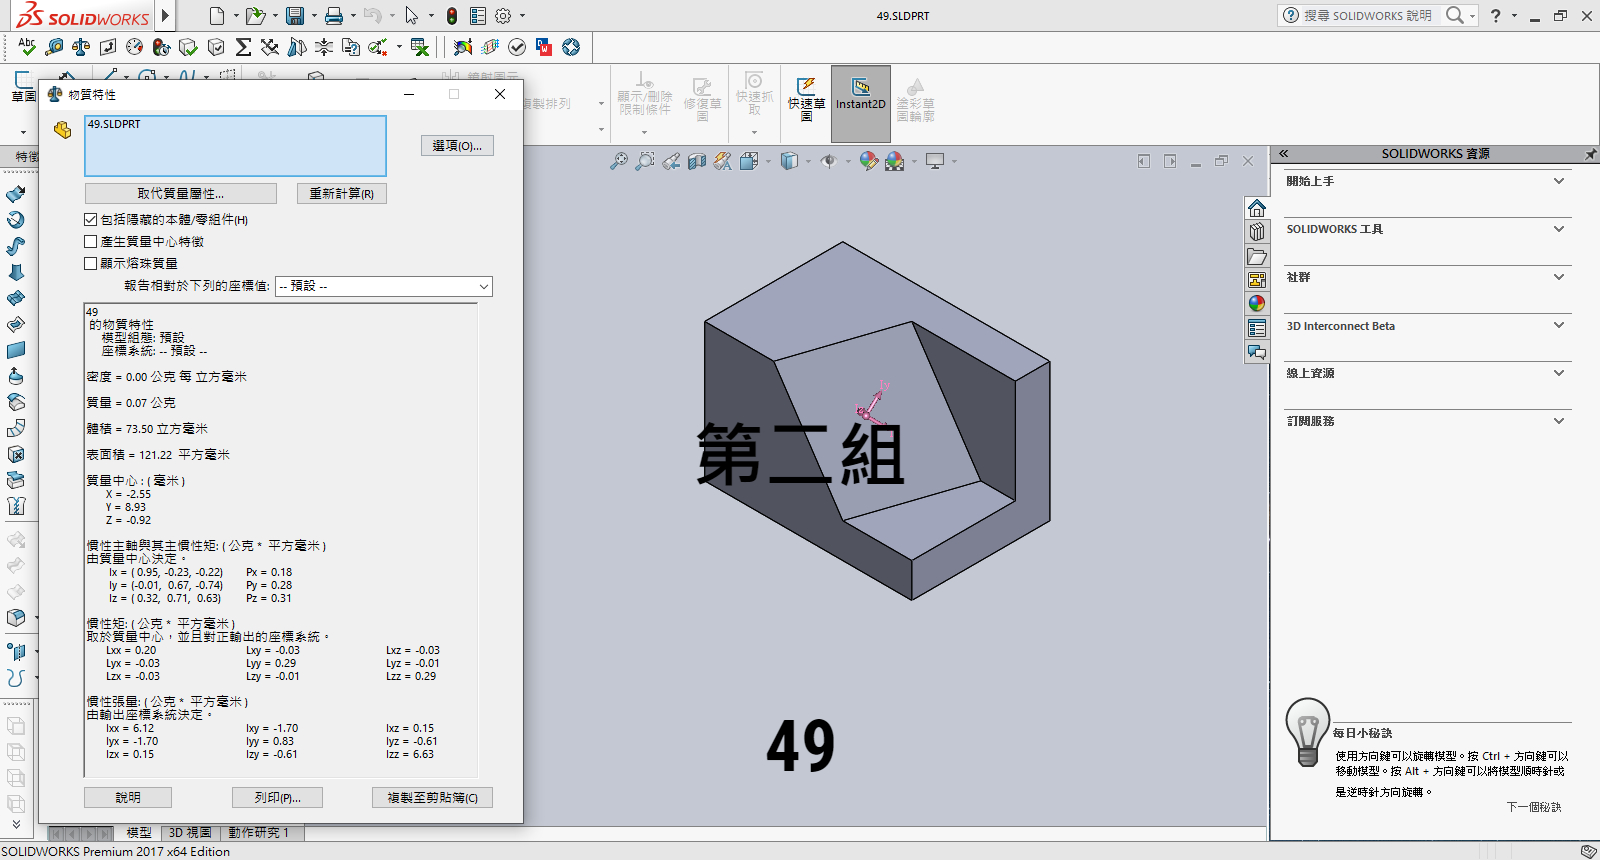 SOLIDWORKS
49.SLDPRT
搜尋 SOLIDWORKS 說明
?
Abc
草圖
鏡射圖元
複製排列
顯示/刪除
限制條件
修復草
圖
快速抓
取
快速草
圖
Instant2D
塗彩草
圖輪廓
特徵
物質特性
49.SLDPRT
選項(O)...
取代質量屬性...
重新計算(R)
包括隱藏的本體/零組件(H)
產生質量中心特徵
顯示熔珠質量
報告相對於下列的座標值:
-- 預設 --
49
的物質特性
模型組態: 預設
座標系統: -- 預設 --
密度 = 0.00 公克 每 立方毫米
質量 = 0.07 公克
體積 = 73.50 立方毫米
表面積 = 121.22  平方毫米
質量中心 : ( 毫米 )
X = -2.55
Y = 8.93
Z = -0.92
慣性主軸與其主慣性矩: ( 公克 *  平方毫米 )
由質量中心決定。
Ix = ( 0.95, -0.23, -0.22)   Px = 0.18
Iy = (-0.01,  0.67, -0.74)   Py = 0.28
Iz = ( 0.32,  0.71,  0.63)   Pz = 0.31
慣性矩: ( 公克 *  平方毫米 )
取於質量中心，並且對正輸出的座標系統。
Lxx = 0.20   Lxy = -0.03   Lxz = -0.03
Lyx = -0.03   Lyy = 0.29   Lyz = -0.01
Lzx = -0.03   Lzy = -0.01   Lzz = 0.29
慣性張量: ( 公克 *  平方毫米 )
由輸出座標系統決定。
Ixx = 6.12   Ixy = -1.70   Ixz = 0.15
Iyx = -1.70   Iyy = 0.83   Iyz = -0.61
Izx = 0.15   Izy = -0.61   Izz = 6.63
說明
列印(P)...
複製至剪貼簿(C)
第二組
49
SOLIDWORKS 資源
開始上手
SOLIDWORKS 工具
社群
3D Interconnect Beta
線上資源
訂閱服務
每日小秘訣
使用方向鍵可以旋轉模型。按 Ctrl + 方向鍵可以
移動模型。按 Alt + 方向鍵可以將模型順時針或
是逆時針方向旋轉。
下一個秘訣
模型
3D 視圖
動作研究 1
SOLIDWORKS Premium 2017 x64 Edition